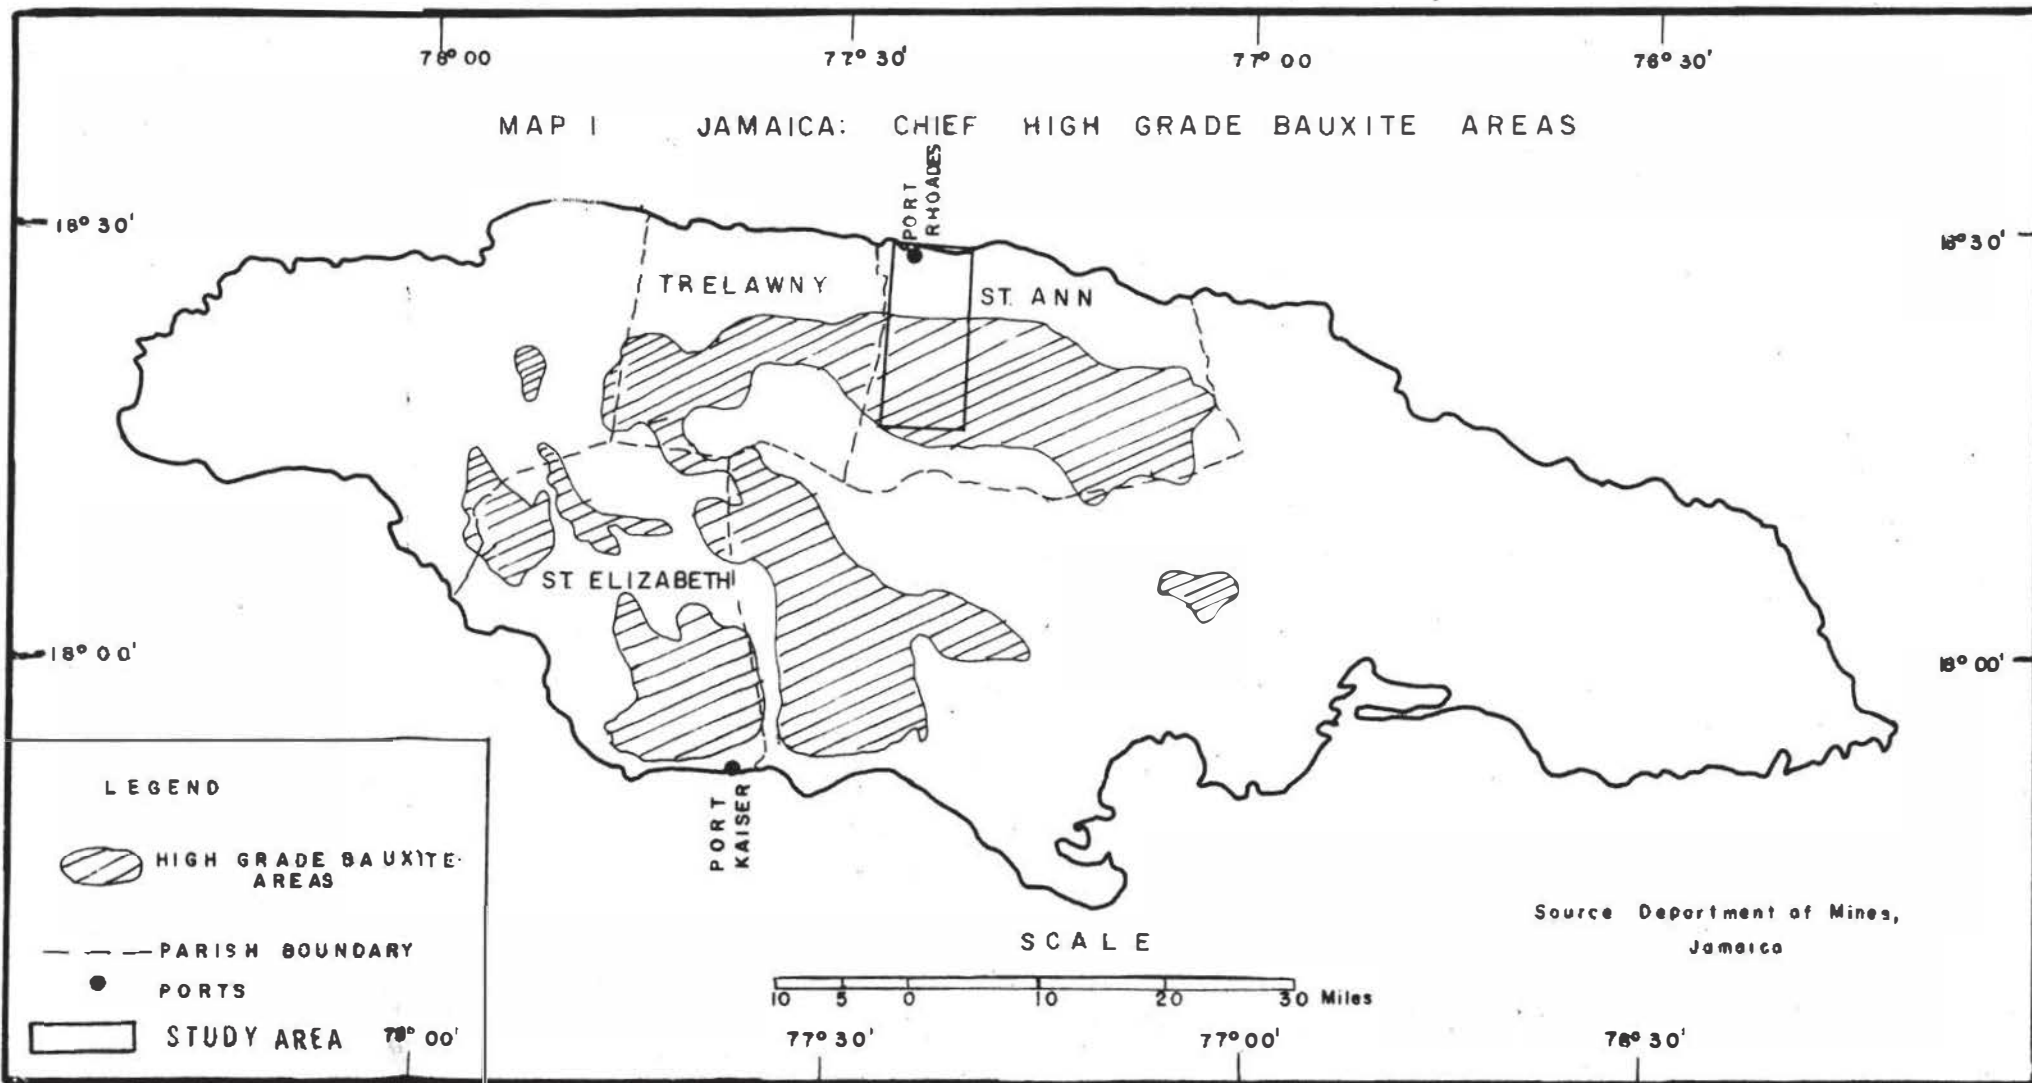 78° 00 77° 30' 77° 00 76° 30'
MAP I JAMAICA: CHIEF HIGH GRADE BAUXITE AREAS
PORT
RHOADES
18° 30'
18° 30'
TRELAWNY
ST. ANN
ST. ELIZABETH
18° 00'
18° 00'
PORT
KAISER
LEGEND
HIGH GRADE BAUXITE
AREAS
PARISH BOUNDARY
PORTS
STUDY AREA
SCALE
10 5 0 10 20 30 Miles
Source Department of Mines,
Jamaica
78° 00' 77° 30' 77° 00' 76° 30'